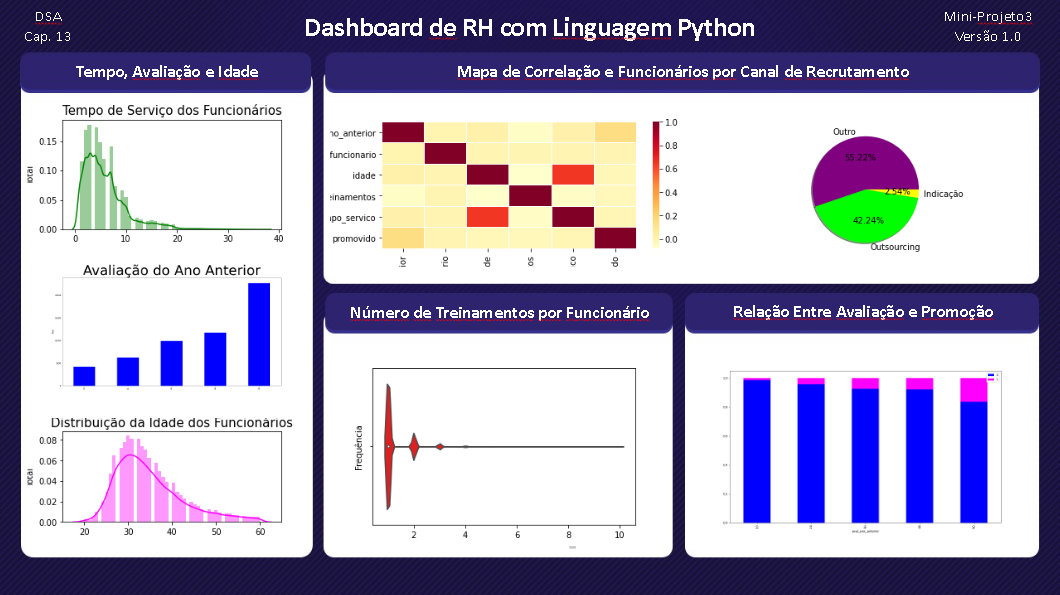 DSA
Cap. 13
Dashboard de RH com Linguagem Python
Mini-Projeto3
Versão 1.0
Tempo, Avaliação e Idade
Tempo de Serviço dos Funcionários
0.15
0.10
0.05
0.00
0 10 20 30 40
Avaliação do Ano Anterior
Distribuição da Idade dos Funcionários
0.08
0.06
0.04
0.02
0.00
20 30 40 50 60
Mapa de Correlação e Funcionários por Canal de Recrutamento
no_anterior
funcionario
idade
einamentos
po_servico
promovido
ior rio de os co do
1.0
0.8
0.6
0.4
0.2
0.0
Outro
55.22%
2.54%
Indicação
42.24%
Outsourcing
Número de Treinamentos por Funcionário
Frequência
2 4 6 8 10
Relação Entre Avaliação e Promoção